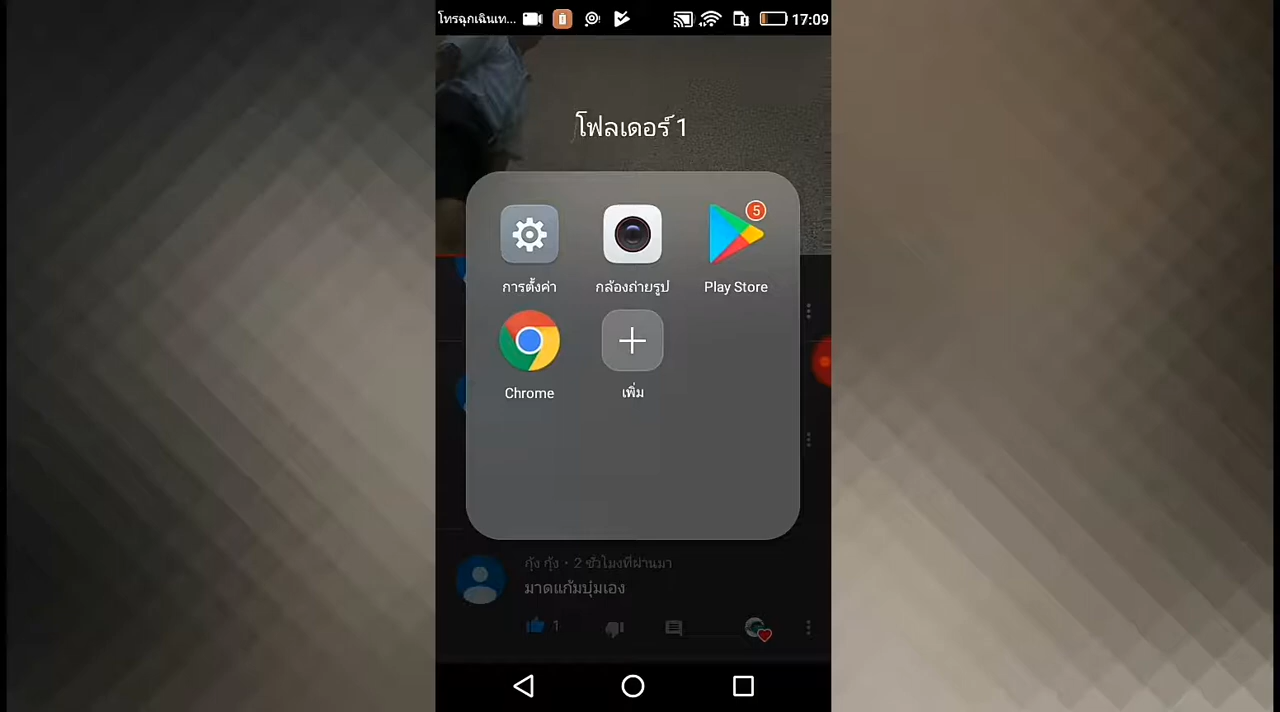 โทรฉุกเฉินเท... 17:09
โฟลเดอร์ 1
5
การตั้งค่า กล้องถ่ายรูป Play Store
Chrome เพิ่ม
กุ้ง กุ้ง • 2 ชั่วโมงที่ผ่านมา
มาดแก้มบุ่มเอง
1